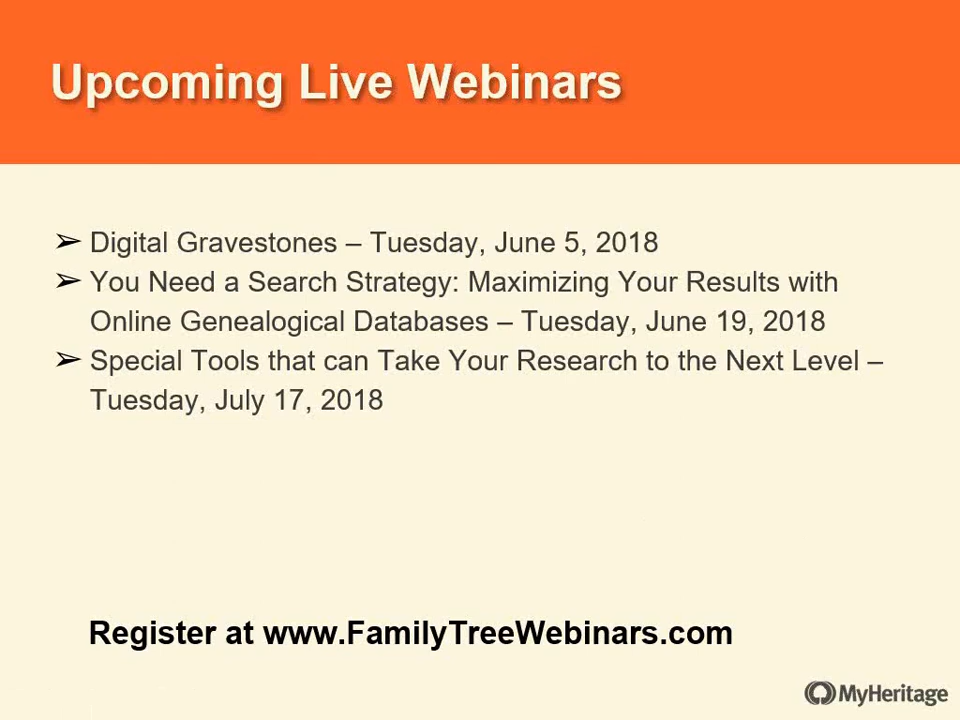 Upcoming Live Webinars
➢ Digital Gravestones – Tuesday, June 5, 2018
➢ You Need a Search Strategy: Maximizing Your Results with
Online Genealogical Databases – Tuesday, June 19, 2018
➢ Special Tools that can Take Your Research to the Next Level –
Tuesday, July 17, 2018
Register at www.FamilyTreeWebinars.com
MyHeritage